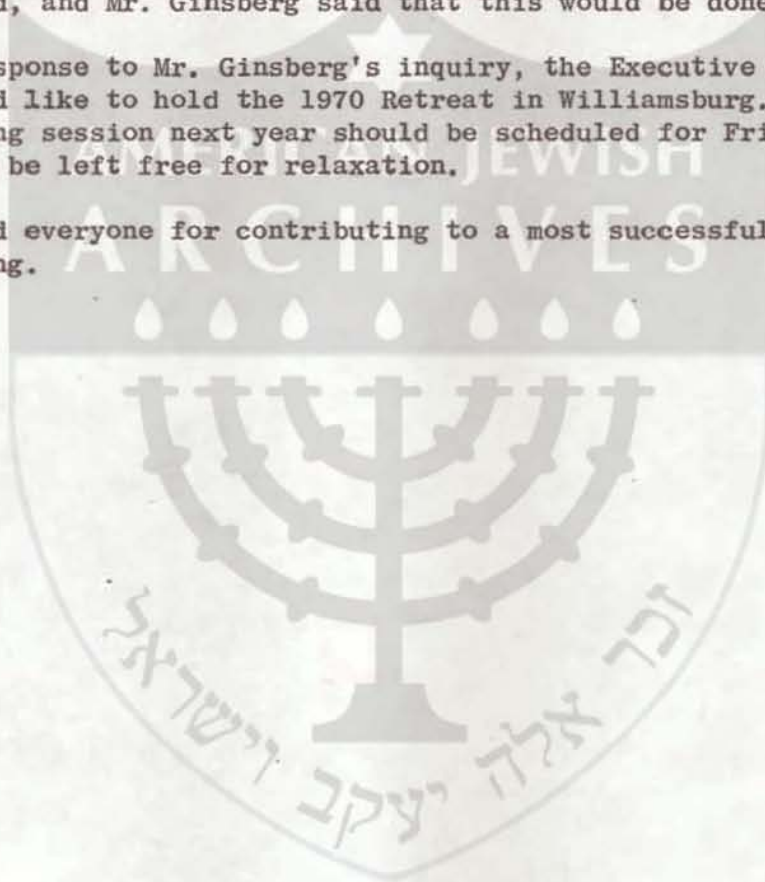 , and Mr. Ginsberg said that this would be done
sponse to Mr. Ginsberg's inquiry, the Executive
like to hold the 1970 Retreat in Williamsburg.
ng session next year should be scheduled for Fri
be left free for relaxation.
everyone for contributing to a most successful
ng.
AMERICAN JEWISH
ARCHIVES
זכר אלה יעקב וישראל